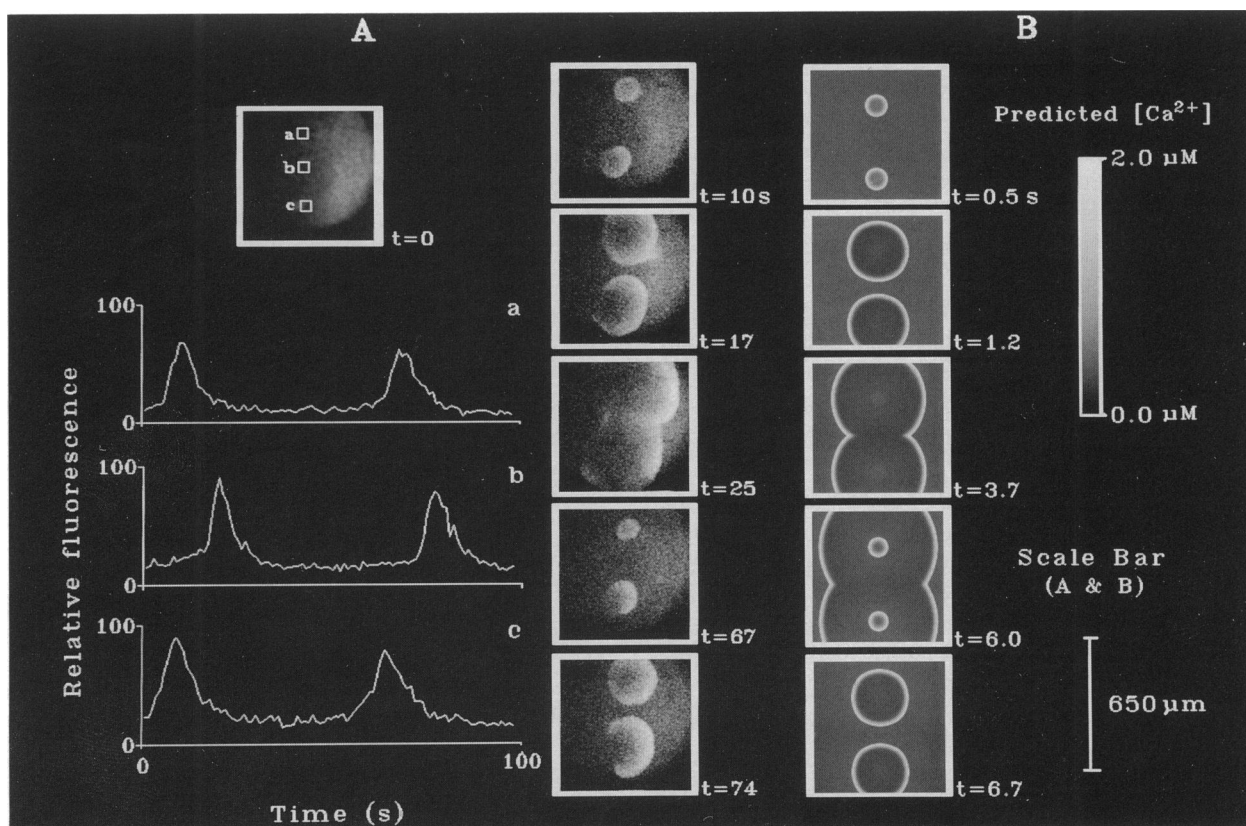 A
a
b
c
t=0
100
0
a
100
0
b
100
0
c
0
100
Relative fluorescence
Time (s)
t=10s
t=17
t=25
t=67
t=74
B
t=0.5 s
t=1.2
t=3.7
t=6.0
t=6.7
Predicted [Ca²⁺]
2.0 µM
0.0 µM
Scale Bar
(A & B)
650 µm